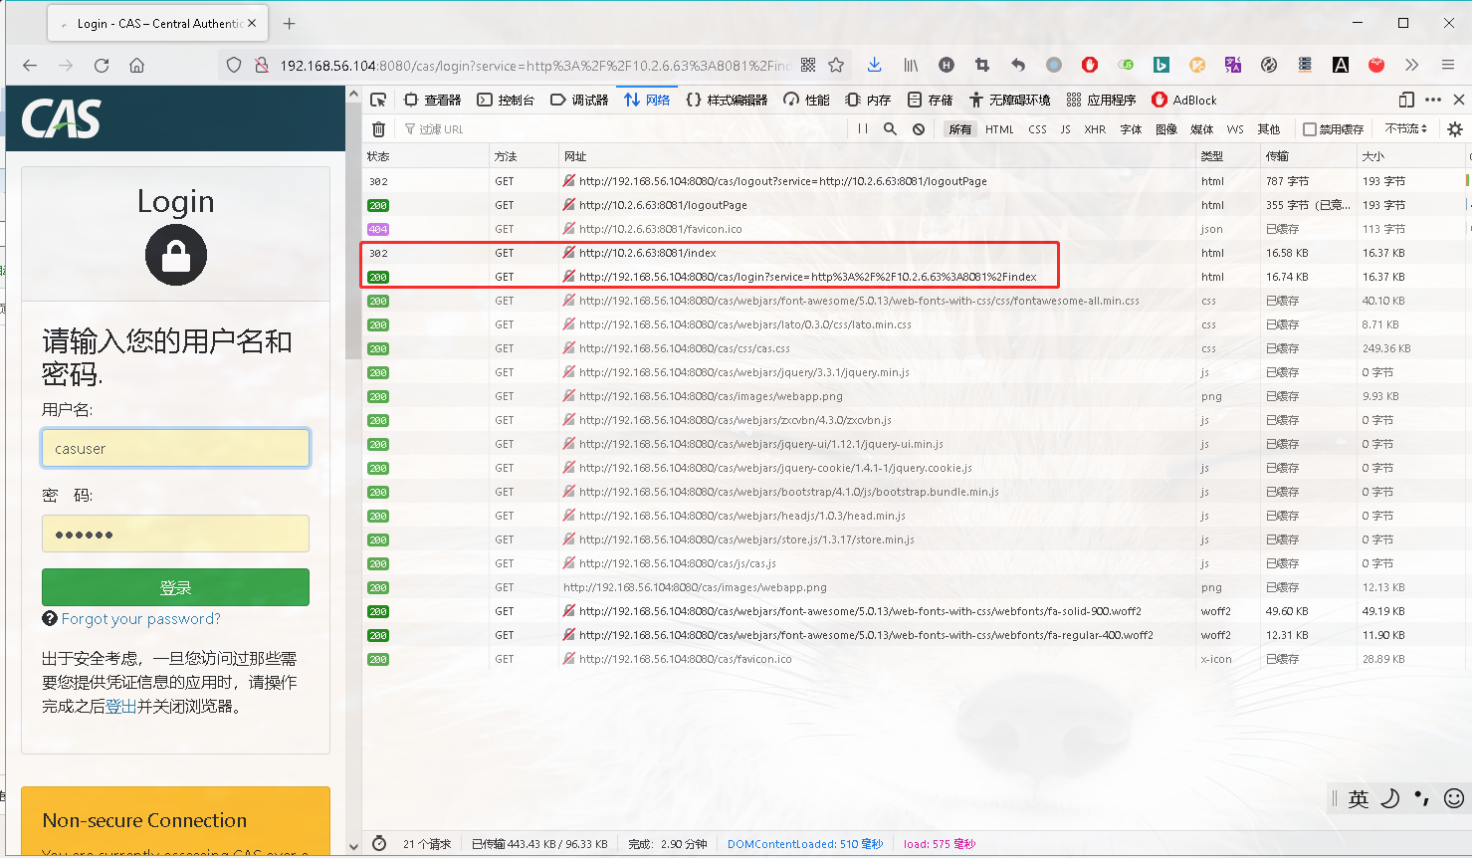 Login - CAS – Central Authentic
192.168.56.104:8080/cas/login?service=http%3A%2F%2F10.2.6.63%3A8081%2Find
CAS
Login
请输入您的用户名和
密码.
用户名:
casuser
密 码:
●●●●●●
登录
Forgot your password?
出于安全考虑，一旦您访问过那些需
要您提供凭证信息的应用时，请操作
完成之后登出并关闭浏览器。
Non-secure Connection
You are currently accessing CAS over a
查看器 控制台 调试器 网络 样式编辑器 性能 内存 存储 无障碍环境 应用程序 AdBlock
过滤 URL 所有 HTML CSS JS XHR 字体 图像 媒体 WS 其他 禁用缓存 不节流
状态 方法 网址 类型 传输 大小
302 GET http://192.168.56.104:8080/cas/logout?service=http://10.2.6.63:8081/logoutPage html 787 字节 193 字节
200 GET http://10.2.6.63:8081/logoutPage html 355 字节（已竞... 193 字节
404 GET http://10.2.6.63:8081/favicon.ico json 已缓存 113 字节
302 GET http://10.2.6.63:8081/index html 16.58 KB 16.37 KB
200 GET http://192.168.56.104:8080/cas/login?service=http%3A%2F%2F10.2.6.63%3A8081%2Findex html 16.74 KB 16.37 KB
200 GET http://192.168.56.104:8080/cas/webjars/font-awesome/5.0.13/web-fonts-with-css/css/fontawesome-all.min.css css 已缓存 40.10 KB
200 GET http://192.168.56.104:8080/cas/webjars/lato/0.3.0/css/lato.min.css css 已缓存 8.71 KB
200 GET http://192.168.56.104:8080/cas/css/cas.css css 已缓存 249.36 KB
200 GET http://192.168.56.104:8080/cas/webjars/jquery/3.3.1/jquery.min.js js 已缓存 0 字节
200 GET http://192.168.56.104:8080/cas/images/webapp.png png 已缓存 9.93 KB
200 GET http://192.168.56.104:8080/cas/webjars/zxcvbn/4.3.0/zxcvbn.js js 已缓存 0 字节
200 GET http://192.168.56.104:8080/cas/webjars/jquery-ui/1.12.1/jquery-ui.min.js js 已缓存 0 字节
200 GET http://192.168.56.104:8080/cas/webjars/jquery-cookie/1.4.1-1/jquery.cookie.js js 已缓存 0 字节
200 GET http://192.168.56.104:8080/cas/webjars/bootstrap/4.1.0/js/bootstrap.bundle.min.js js 已缓存 0 字节
200 GET http://192.168.56.104:8080/cas/webjars/headjs/1.0.3/head.min.js js 已缓存 0 字节
200 GET http://192.168.56.104:8080/cas/webjars/store.js/1.3.17/store.min.js js 已缓存 0 字节
200 GET http://192.168.56.104:8080/cas/js/cas.js js 已缓存 0 字节
200 GET http://192.168.56.104:8080/cas/images/webapp.png png 已缓存 12.13 KB
200 GET http://192.168.56.104:8080/cas/webjars/font-awesome/5.0.13/web-fonts-with-css/webfonts/fa-solid-900.woff2 woff2 49.60 KB 49.19 KB
200 GET http://192.168.56.104:8080/cas/webjars/font-awesome/5.0.13/web-fonts-with-css/webfonts/fa-regular-400.woff2 woff2 12.31 KB 11.90 KB
200 GET http://192.168.56.104:8080/cas/favicon.ico x-icon 已缓存 28.89 KB
英
21 个请求 已传输 443.43 KB / 96.33 KB 完成：2.90 分钟 DOMContentLoaded: 510 毫秒 load: 575 毫秒